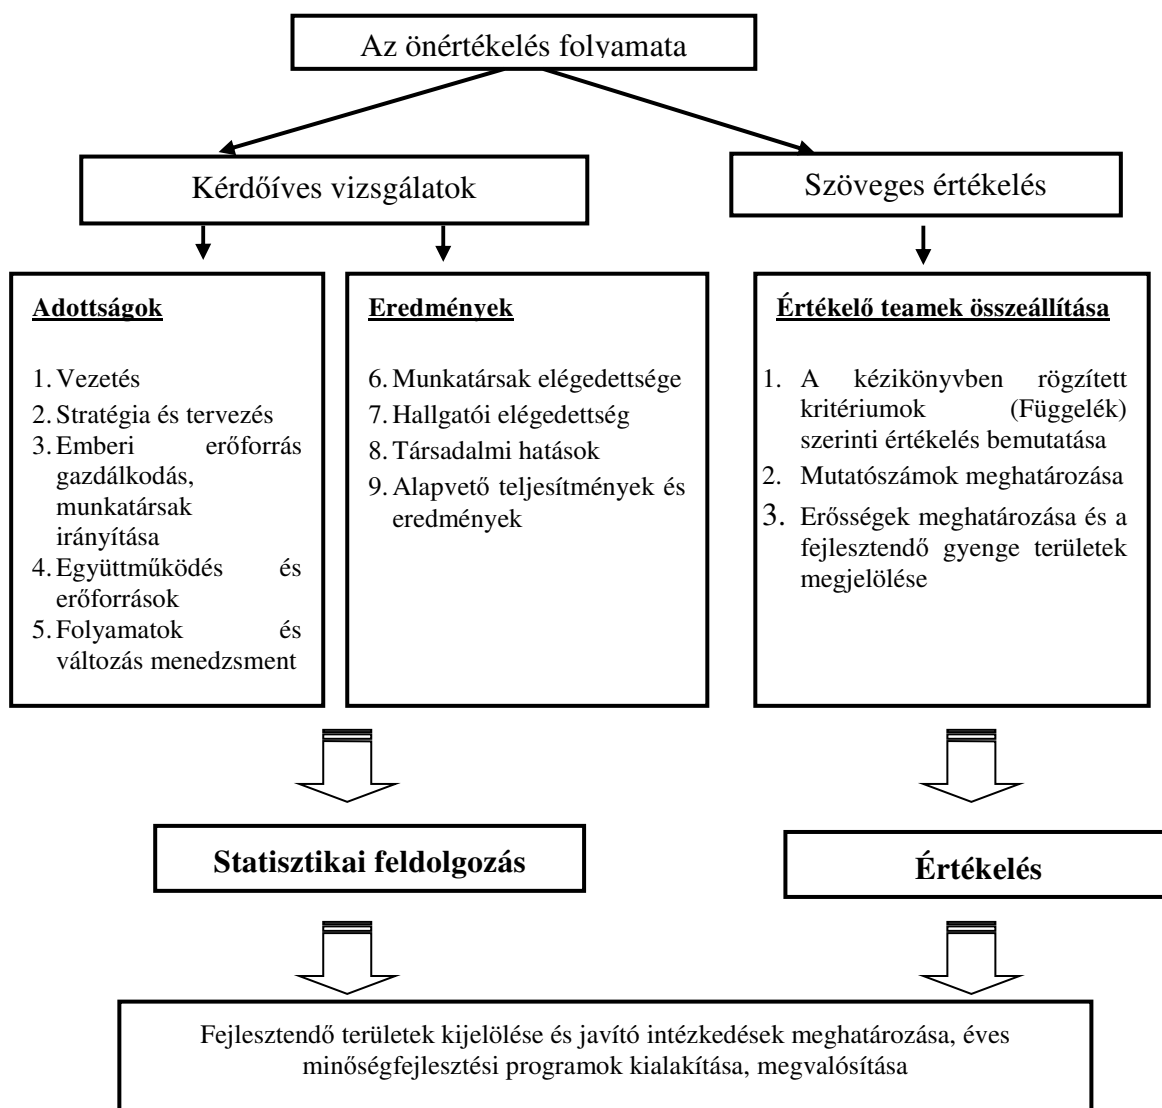 Az önértékelés folyamata
Kérdőíves vizsgálatok
Szöveges értékelés
Adottságok
1. Vezetés
2. Stratégia és tervezés
3. Emberi erőforrás
gazdálkodás,
munkatársak
irányítása
4. Együttműködés és
erőforrások
5. Folyamatok és
változás menedzsment
Eredmények
6. Munkatársak elégedettsége
7. Hallgatói elégedettség
8. Társadalmi hatások
9. Alapvető teljesítmények és
eredmények
Értékelő teamek összeállítása
1. A kézikönyvben rögzített
kritériumok (Függelék)
szerinti értékelés bemutatása
2. Mutatószámok meghatározása
3. Erősségek meghatározása és a
fejlesztendő gyenge területek
megjelölése
Statisztikai feldolgozás
Értékelés
Fejlesztendő területek kijelölése és javító intézkedések meghatározása, éves
minőségfejlesztési programok kialakítása, megvalósítása